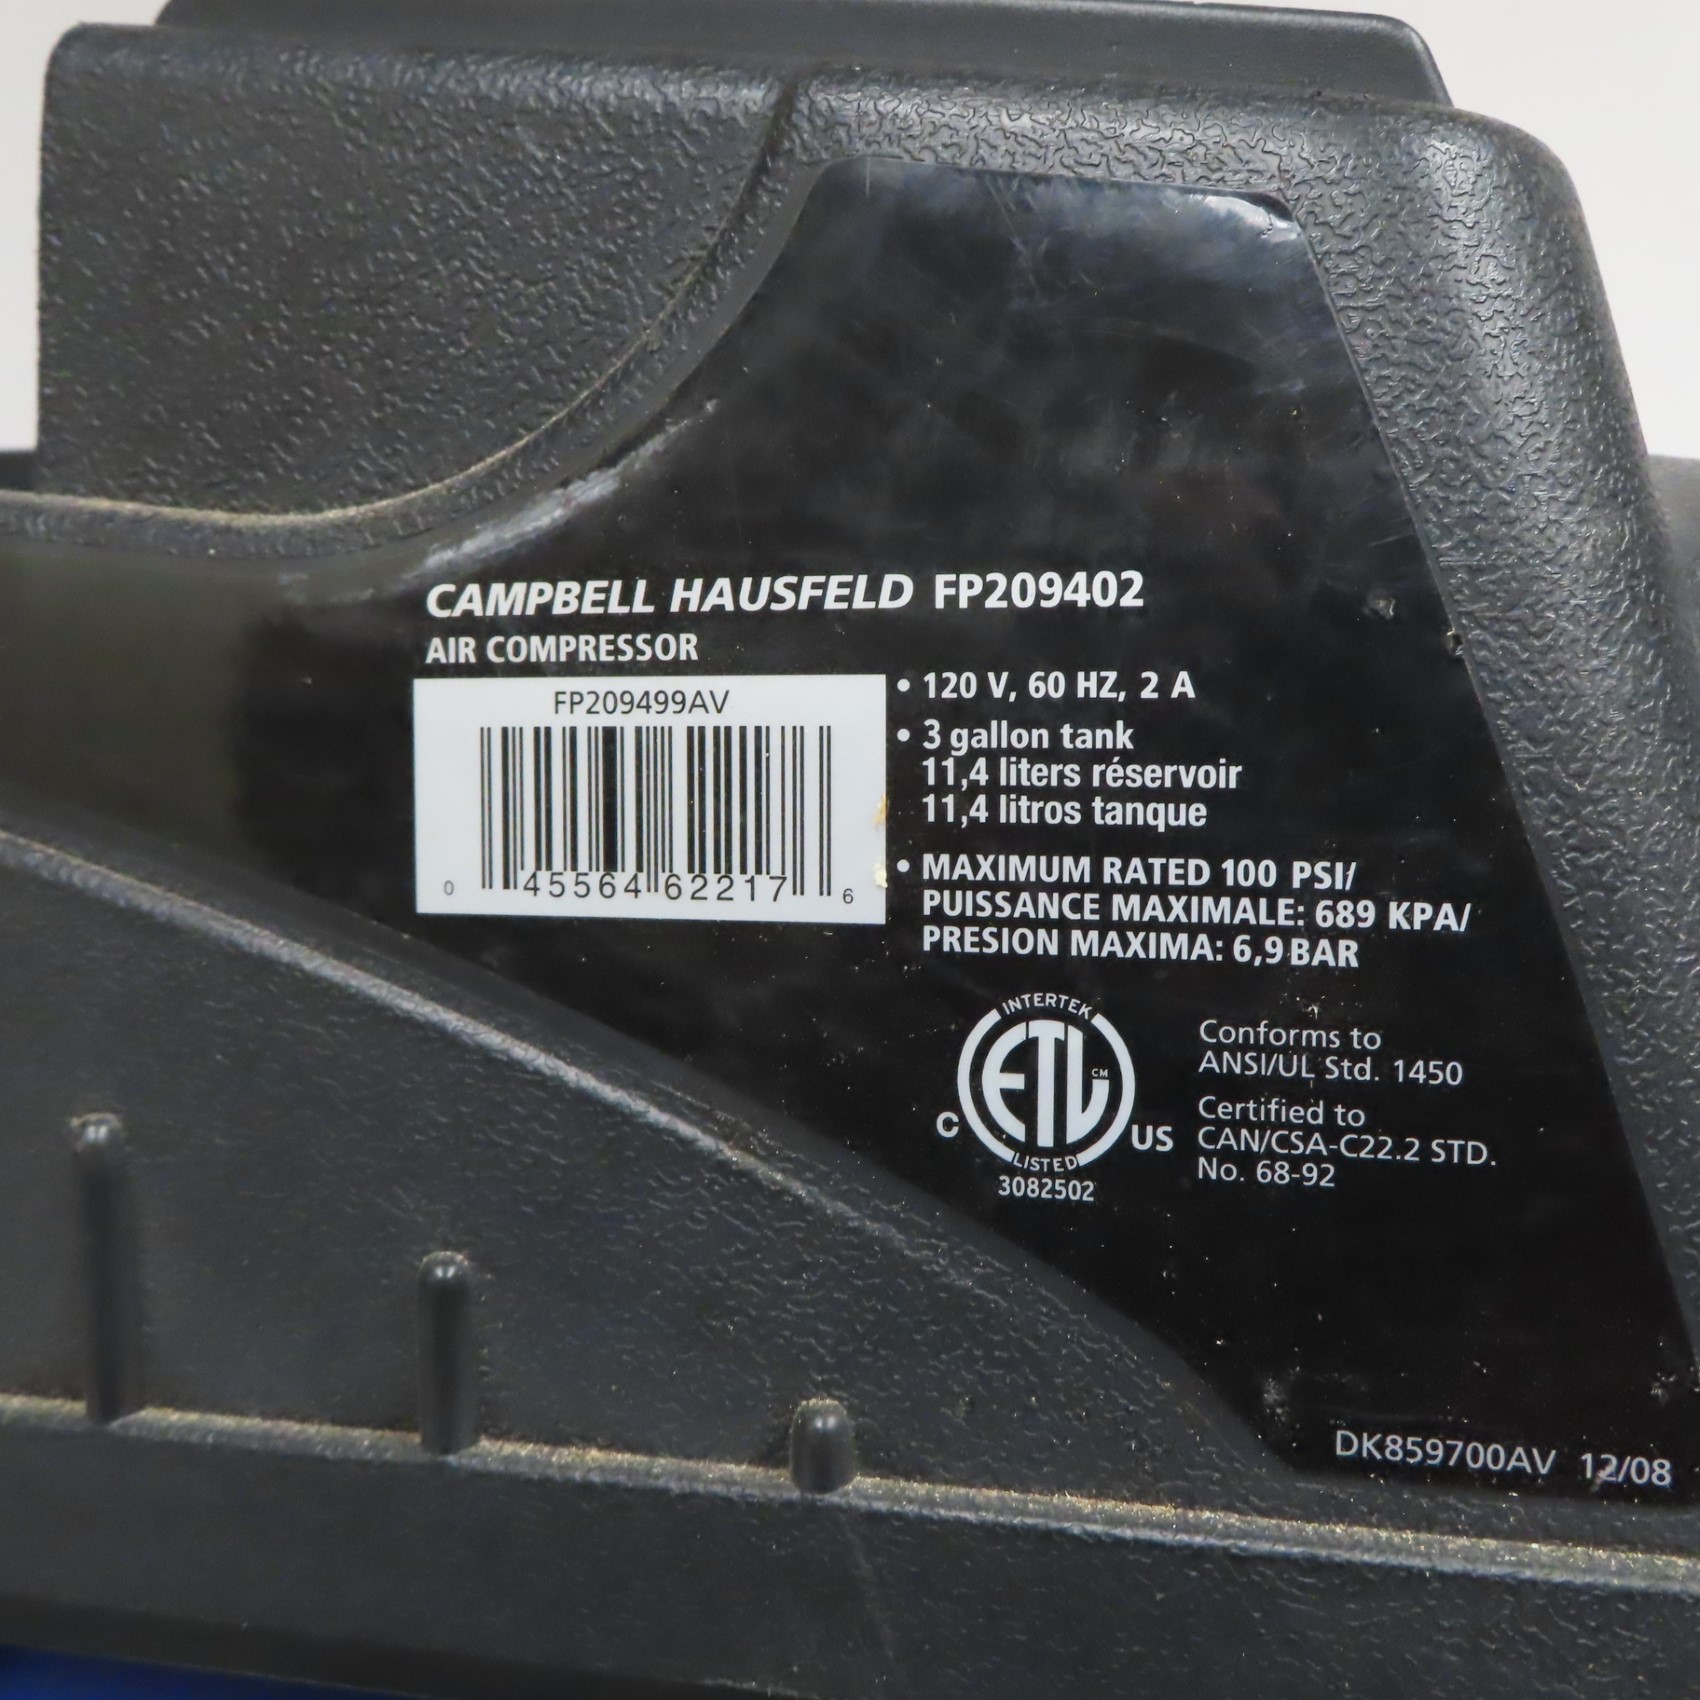 CAMPBELL HAUSFELD FP209402
AIR COMPRESSOR
FP209499AV
0 45564 62217 6
• 120 V, 60 HZ, 2 A
• 3 gallon tank
11,4 liters réservoir
11,4 litros tanque
• MAXIMUM RATED 100 PSI/
PUISSANCE MAXIMALE: 689 KPA/
PRESION MAXIMA: 6,9 BAR
INTERTEK
ETL CM
C US
LISTED
3082502
Conforms to
ANSI/UL Std. 1450
Certified to
CAN/CSA-C22.2 STD.
No. 68-92
DK859700AV 12/08